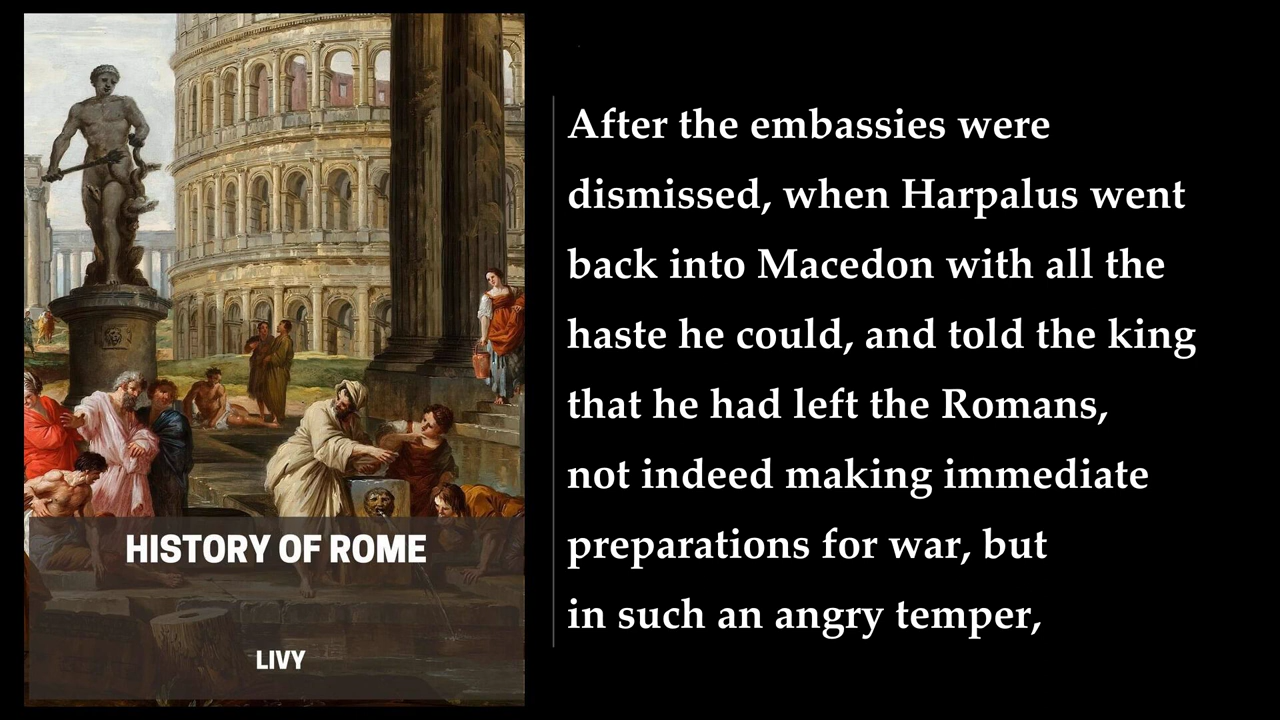 HISTORY OF ROME
LIVY
After the embassies were
dismissed, when Harpalus went
back into Macedon with all the
haste he could, and told the king
that he had left the Romans,
not indeed making immediate
preparations for war, but
in such an angry temper,